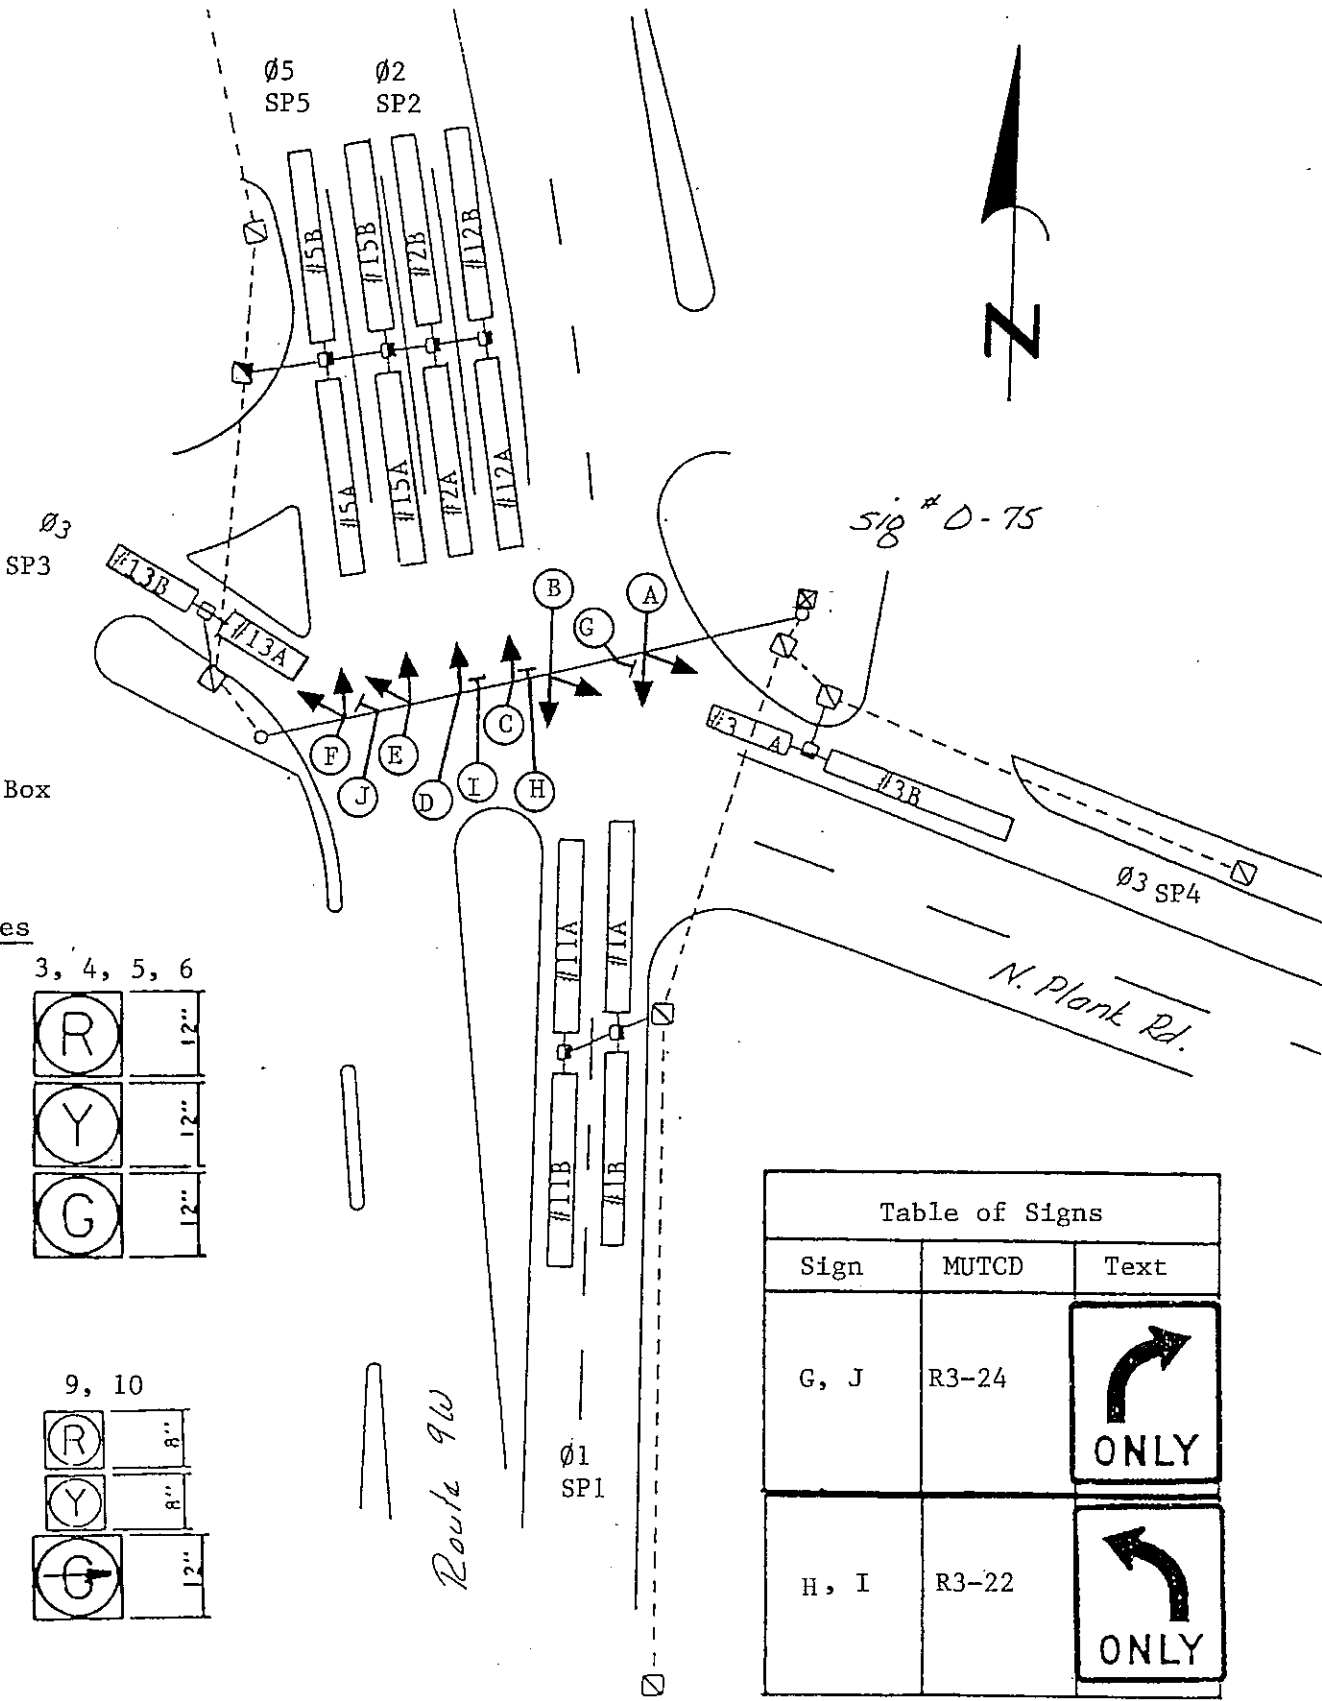 Ø5 Ø2
SP5 SP2
#5B #15B #2B #12B
#5A #15A #2A #12A
N
sig # O-75
Ø3
SP3
#13B
#13A
B
A
G
F
J
E
D
I
C
H
#3 A
#3B
Ø3 SP4
N. Plank Rd.
Box
es
3, 4, 5, 6
R 12"
Y 12"
G 12"
#11A #1A
#11B #1B
9, 10
R 8"
Y 8"
G 12"
Route 9W
Ø1
SP1
Table of Signs
Sign MUTCD Text
G, J R3-24
ONLY
H, I R3-22
ONLY